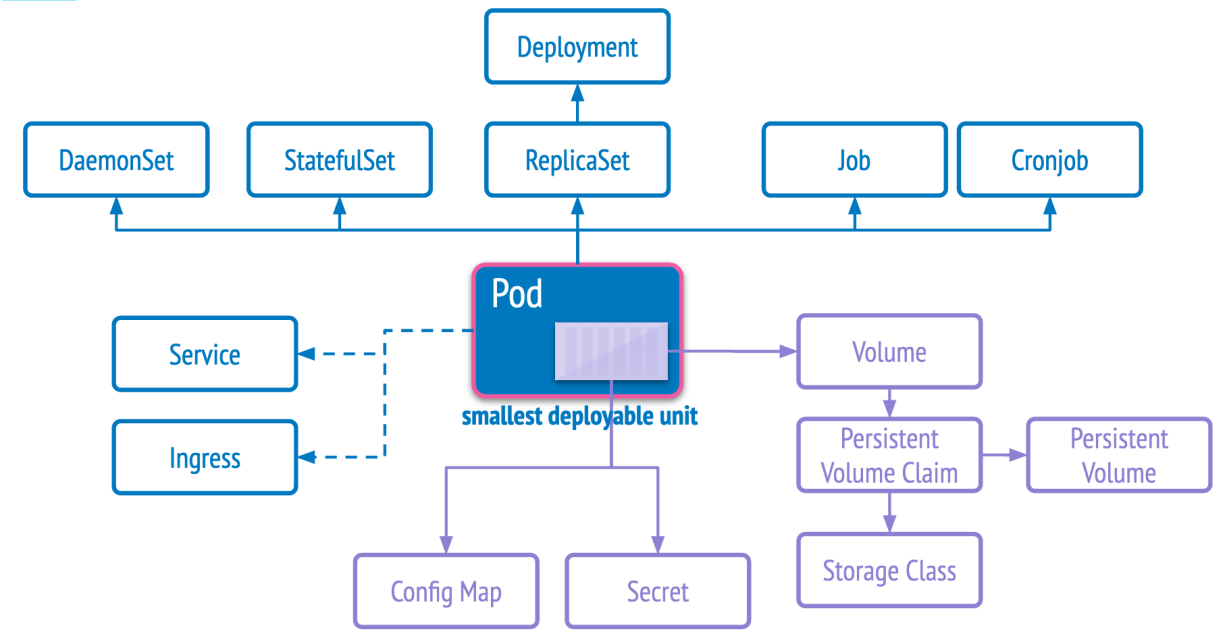 Deployment
DaemonSet
StatefulSet
ReplicaSet
Job
Cronjob
Pod
smallest deployable unit
Service
Ingress
Volume
Persistent
Volume Claim
Persistent
Volume
Storage Class
Config Map
Secret